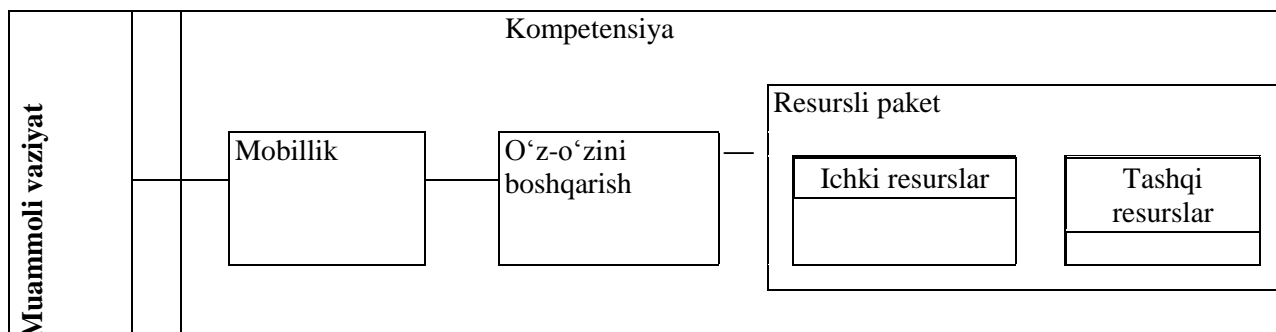 Kompetensiya
Muammoli vaziyat
Mobillik
O‘z-o‘zini
boshqarish
—
Resursli paket
Ichki resurslar
Tashqi
resurslar